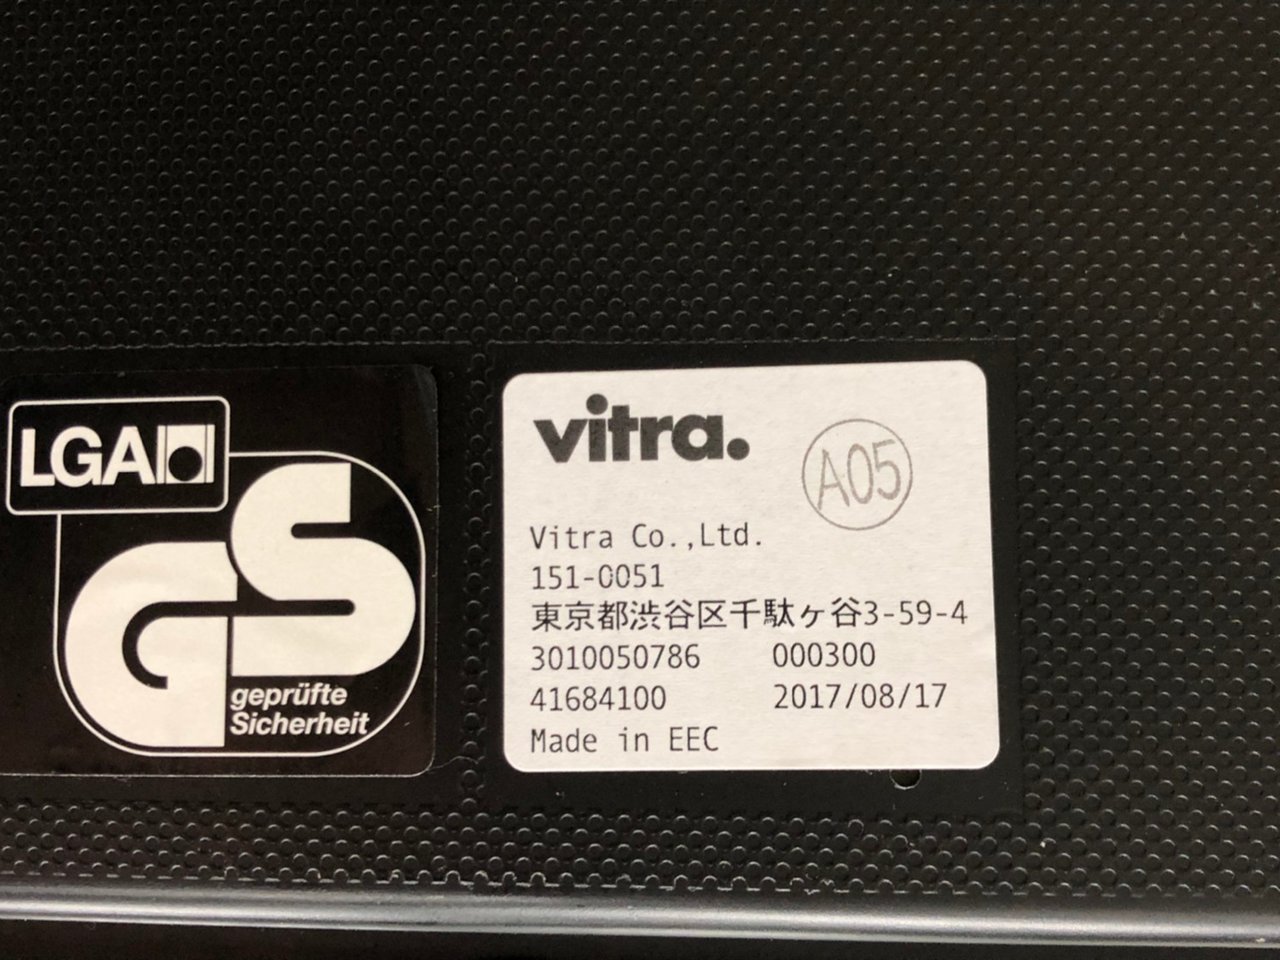 LGA
GS
geprüfte
Sicherheit
vitra.
A05
Vitra Co.,Ltd.
151-0051
東京都渋谷区千駄ヶ谷3-59-4
3010050786 000300
41684100 2017/08/17
Made in EEC